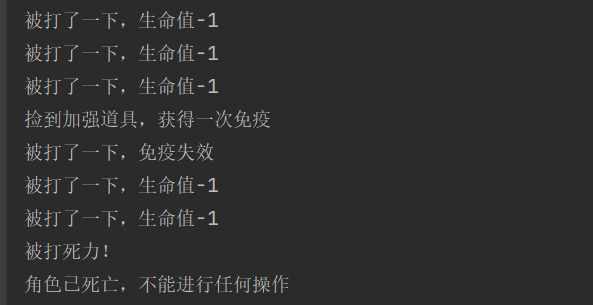 被打了一下，生命值-1
被打了一下，生命值-1
被打了一下，生命值-1
捡到加强道具，获得一次免疫
被打了一下，免疫失效
被打了一下，生命值-1
被打了一下，生命值-1
被打死力！
角色已死亡，不能进行任何操作